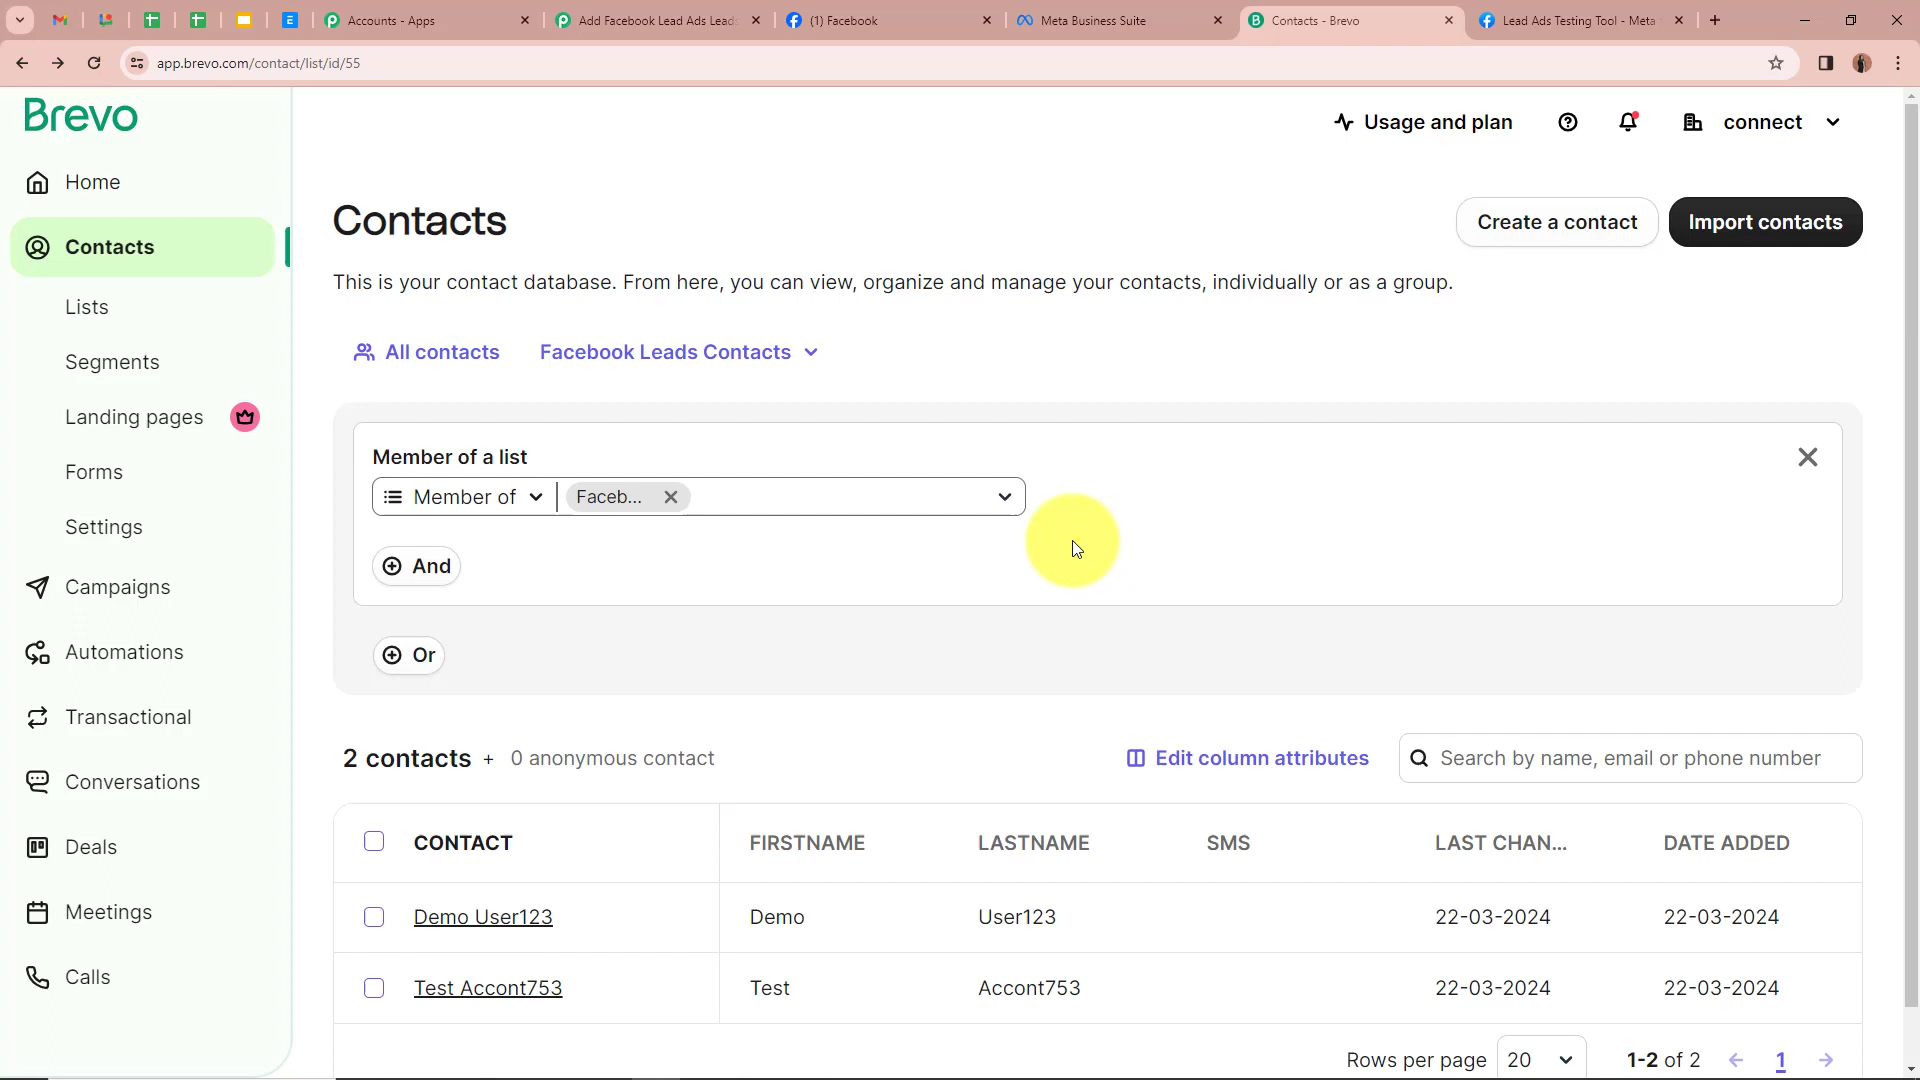 Accounts - Apps
Add Facebook Lead Ads Leads
(1) Facebook
Meta Business Suite
Contacts - Brevo
Lead Ads Testing Tool - Meta
app.brevo.com/contact/list/id/55
Brevo
Usage and plan
connect
Home
Contacts
Lists
Segments
Landing pages
Forms
Settings
Campaigns
Automations
Transactional
Conversations
Deals
Meetings
Calls
Contacts
Create a contact
Import contacts
This is your contact database. From here, you can view, organize and manage your contacts, individually or as a group.
All contacts
Facebook Leads Contacts
Member of a list
Member of
Faceb...
And
Or
2 contacts + 0 anonymous contact
Edit column attributes
Search by name, email or phone number
CONTACT FIRSTNAME LASTNAME SMS LAST CHAN... DATE ADDED
Demo User123 Demo User123 22-03-2024 22-03-2024
Test Accont753 Test Accont753 22-03-2024 22-03-2024
Rows per page 20 1-2 of 2 1